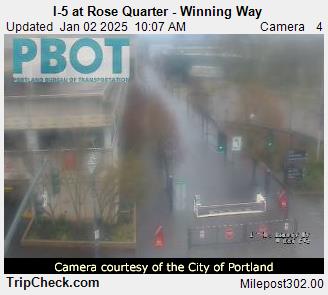 I-5 at Rose Quarter - Winning Way
Updated Jan 02 2025 10:07 AM Camera 4
PBOT
PORTLAND BUREAU OF TRANSPORTATION
Camera courtesy of the City of Portland
TripCheck.com Milepost302.00